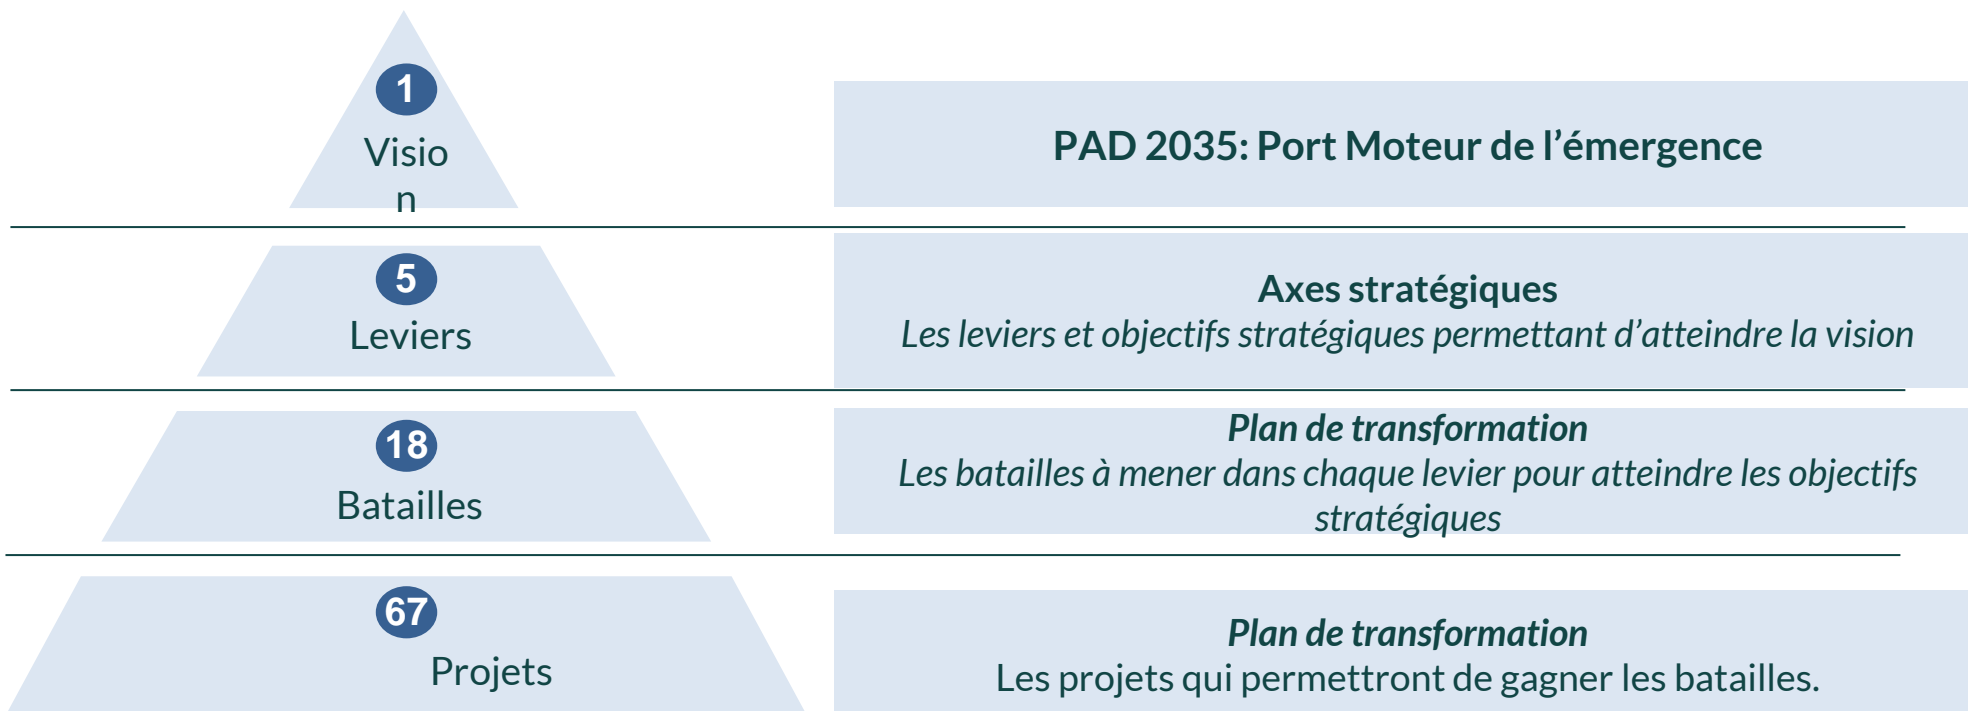 1
Visio
n
PAD 2035: Port Moteur de l’émergence
5
Leviers
Axes stratégiques
Les leviers et objectifs stratégiques permettant d’atteindre la vision
18
Batailles
Plan de transformation
Les batailles à mener dans chaque levier pour atteindre les objectifs
stratégiques
67
Projets
Plan de transformation
Les projets qui permettront de gagner les batailles.